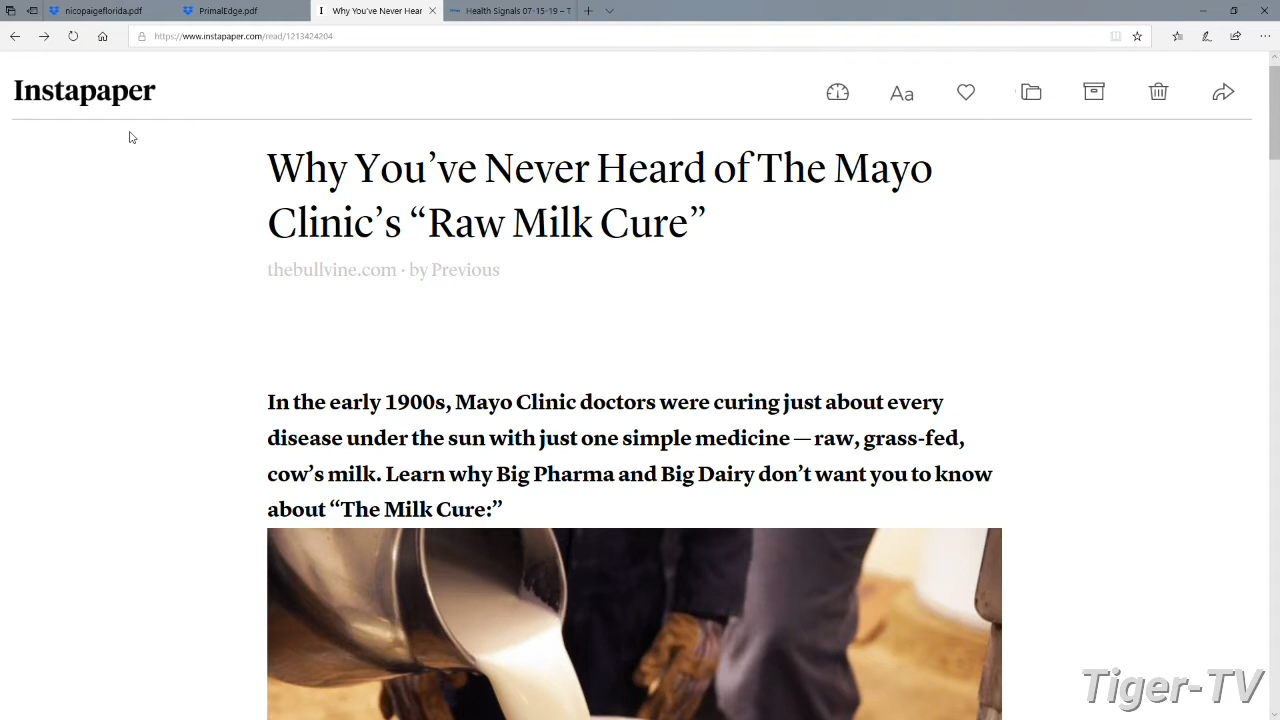 nicopaigeflorida.pdf
PrimalEdge.pdf
Why You've Never Hear
Health Signals 07-15-19 – T
https://www.instapaper.com/read/1213424204
Instapaper
Aa
Why You’ve Never Heard of The Mayo
Clinic’s “Raw Milk Cure”
thebullvine.com · by Previous
In the early 1900s, Mayo Clinic doctors were curing just about every
disease under the sun with just one simple medicine — raw, grass-fed,
cow’s milk. Learn why Big Pharma and Big Dairy don’t want you to know
about “The Milk Cure:”
Tiger-TV